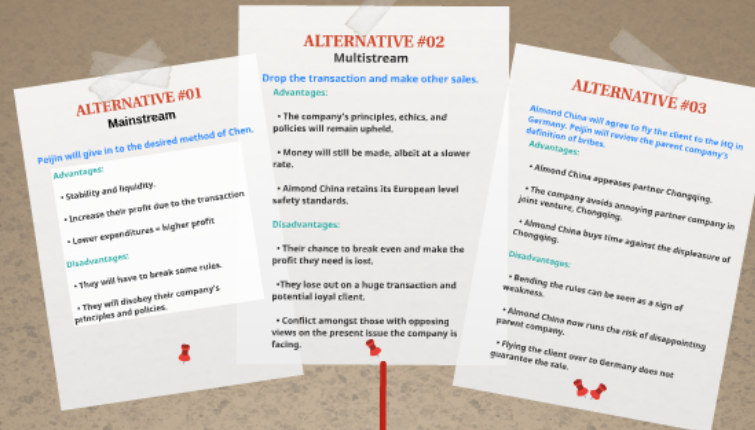 ALTERNATIVE #01
Mainstream
Peijin will give in to the desired method of Chen.
Advantages:
• Stability and liquidity.
• Increase their profit due to the transaction
• Lower expenditures = higher profit
Disadvantages:
• They will have to break some rules.
• They will disobey their company's
principles and policies.
ALTERNATIVE #02
Multistream
Drop the transaction and make other sales.
Advantages:
• The company's principles, ethics, and
policies will remain upheld.
• Money will still be made, albeit at a slower
rate.
• Almond China retains its European level
safety standards.
Disadvantages:
• Their chance to break even and make the
profit they need is lost.
•They lose out on a huge transaction and
potential loyal client.
• Conflict amongst those with opposing
views on the present issue the company is
facing.
ALTERNATIVE #03
Almond China will agree to fly the client to the HQ in
Germany. Peijin will review the parent company's
definition of bribes.
Advantages:
• Almond China appeases partner Chongqing.
• The company avoids annoying partner company in
joint venture, Chongqing.
• Almond China buys time against the displeasure of
Chongqing.
Disadvantages:
• Bending the rules can be seen as a sign of
weakness.
• Almond China now runs the risk of disappointing
parent company.
• Flying the client over to Germany does not
guarantee the sale.